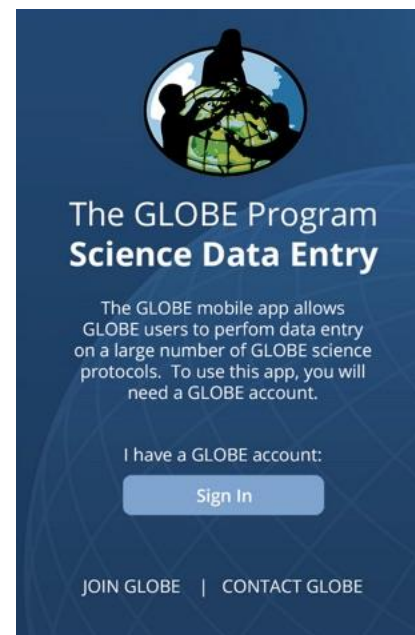 The GLOBE Program
Science Data Entry
The GLOBE mobile app allows
GLOBE users to perfom data entry
on a large number of GLOBE science
protocols. To use this app, you will
need a GLOBE account.
I have a GLOBE account:
Sign In
JOIN GLOBE | CONTACT GLOBE